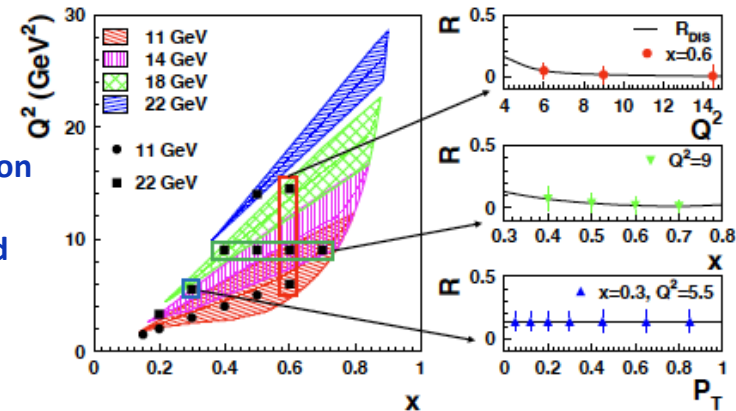 on
d
Q² (GeV²)
30
20
10
0
11 GeV
14 GeV
18 GeV
22 GeV
11 GeV
22 GeV
0 0.2 0.4 0.6 0.8 1
x
R
0.5
0
R_DIS
x=0.6
4 6 8 10 12 14
Q²
R
0.5
0
Q²=9
0.3 0.4 0.5 0.6 0.7 0.8
x
R
0.5
0
x=0.3, Q²=5.5
0 0.2 0.4 0.6 0.8 1
P_T